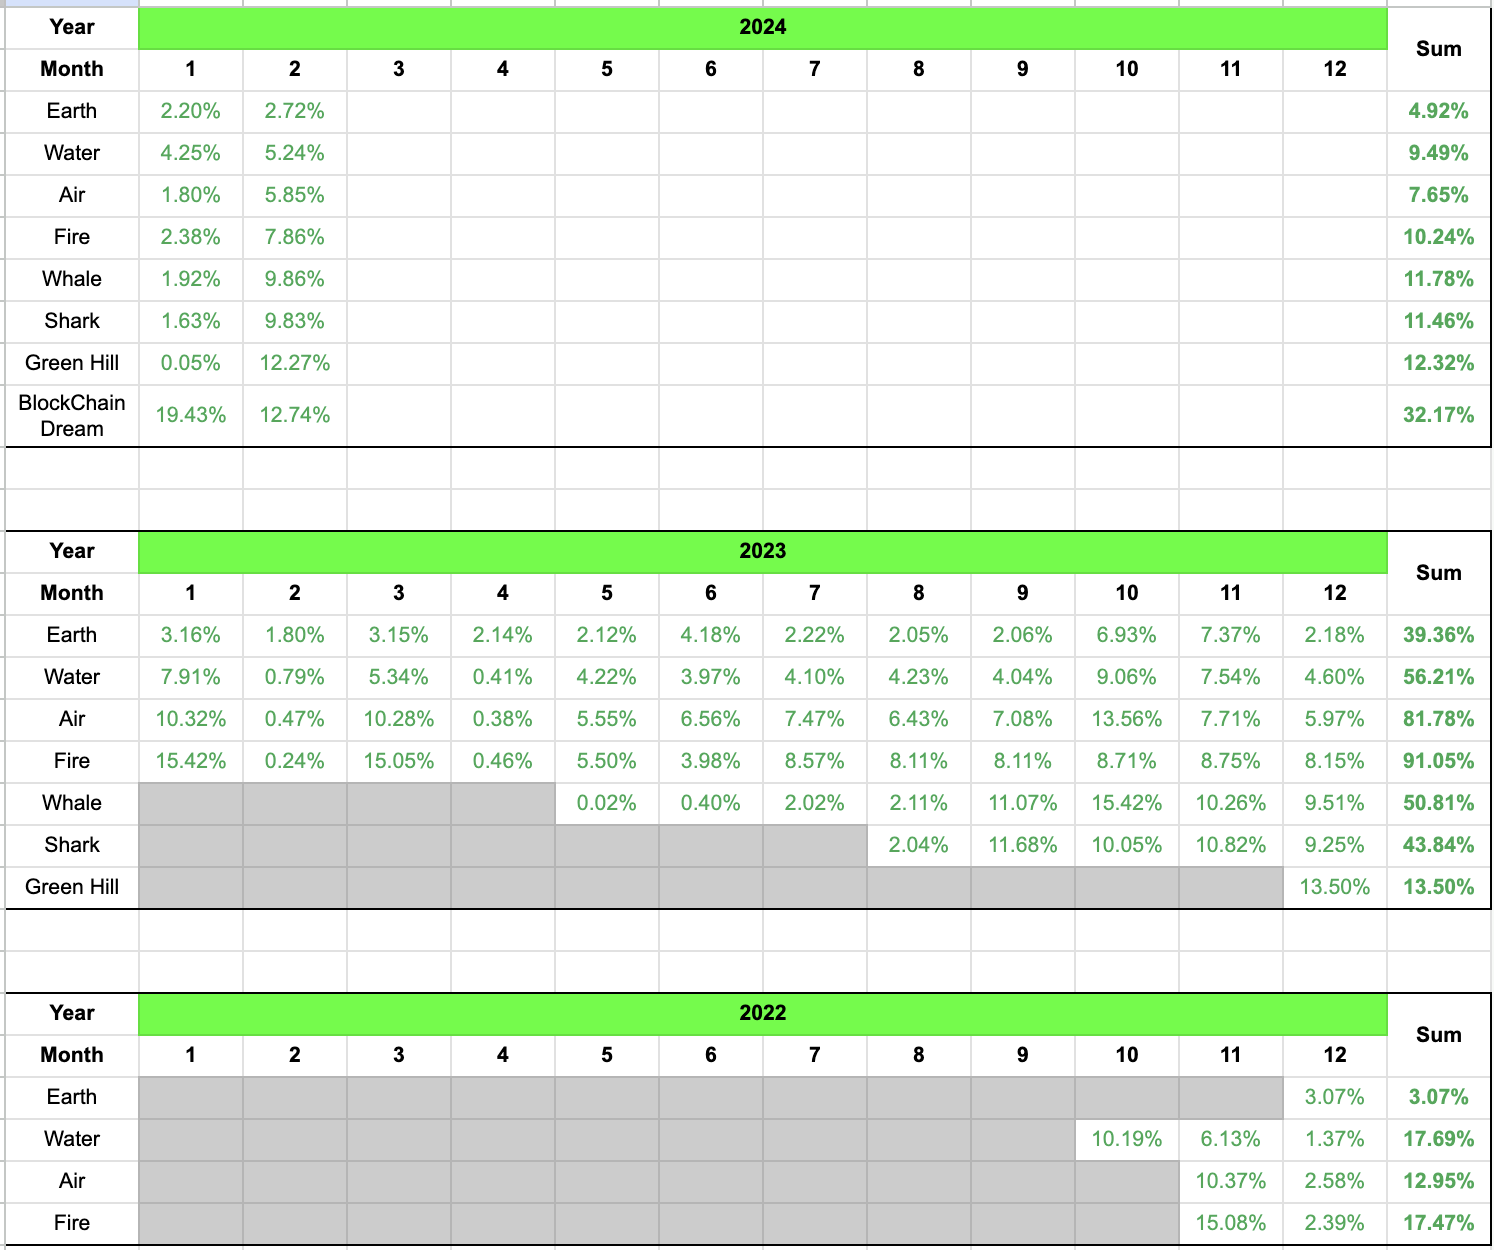 Year 2024 Sum
Month 1 2 3 4 5 6 7 8 9 10 11 12
Earth 2.20% 2.72% 4.92%
Water 4.25% 5.24% 9.49%
Air 1.80% 5.85% 7.65%
Fire 2.38% 7.86% 10.24%
Whale 1.92% 9.86% 11.78%
Shark 1.63% 9.83% 11.46%
Green Hill 0.05% 12.27% 12.32%
BlockChain
Dream 19.43% 12.74% 32.17%
Year 2023 Sum
Month 1 2 3 4 5 6 7 8 9 10 11 12
Earth 3.16% 1.80% 3.15% 2.14% 2.12% 4.18% 2.22% 2.05% 2.06% 6.93% 7.37% 2.18% 39.36%
Water 7.91% 0.79% 5.34% 0.41% 4.22% 3.97% 4.10% 4.23% 4.04% 9.06% 7.54% 4.60% 56.21%
Air 10.32% 0.47% 10.28% 0.38% 5.55% 6.56% 7.47% 6.43% 7.08% 13.56% 7.71% 5.97% 81.78%
Fire 15.42% 0.24% 15.05% 0.46% 5.50% 3.98% 8.57% 8.11% 8.11% 8.71% 8.75% 8.15% 91.05%
Whale 0.02% 0.40% 2.02% 2.11% 11.07% 15.42% 10.26% 9.51% 50.81%
Shark 2.04% 11.68% 10.05% 10.82% 9.25% 43.84%
Green Hill 13.50% 13.50%
Year 2022 Sum
Month 1 2 3 4 5 6 7 8 9 10 11 12
Earth 3.07% 3.07%
Water 10.19% 6.13% 1.37% 17.69%
Air 10.37% 2.58% 12.95%
Fire 15.08% 2.39% 17.47%